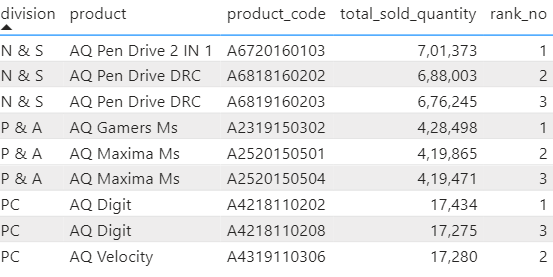 division product product_code total_sold_quantity rank_no
N & S AQ Pen Drive 2 IN 1 A6720160103 7,01,373 1
N & S AQ Pen Drive DRC A6818160202 6,88,003 2
N & S AQ Pen Drive DRC A6819160203 6,76,245 3
P & A AQ Gamers Ms A2319150302 4,28,498 1
P & A AQ Maxima Ms A2520150501 4,19,865 2
P & A AQ Maxima Ms A2520150504 4,19,471 3
PC AQ Digit A4218110202 17,434 1
PC AQ Digit A4218110208 17,275 3
PC AQ Velocity A4319110306 17,280 2